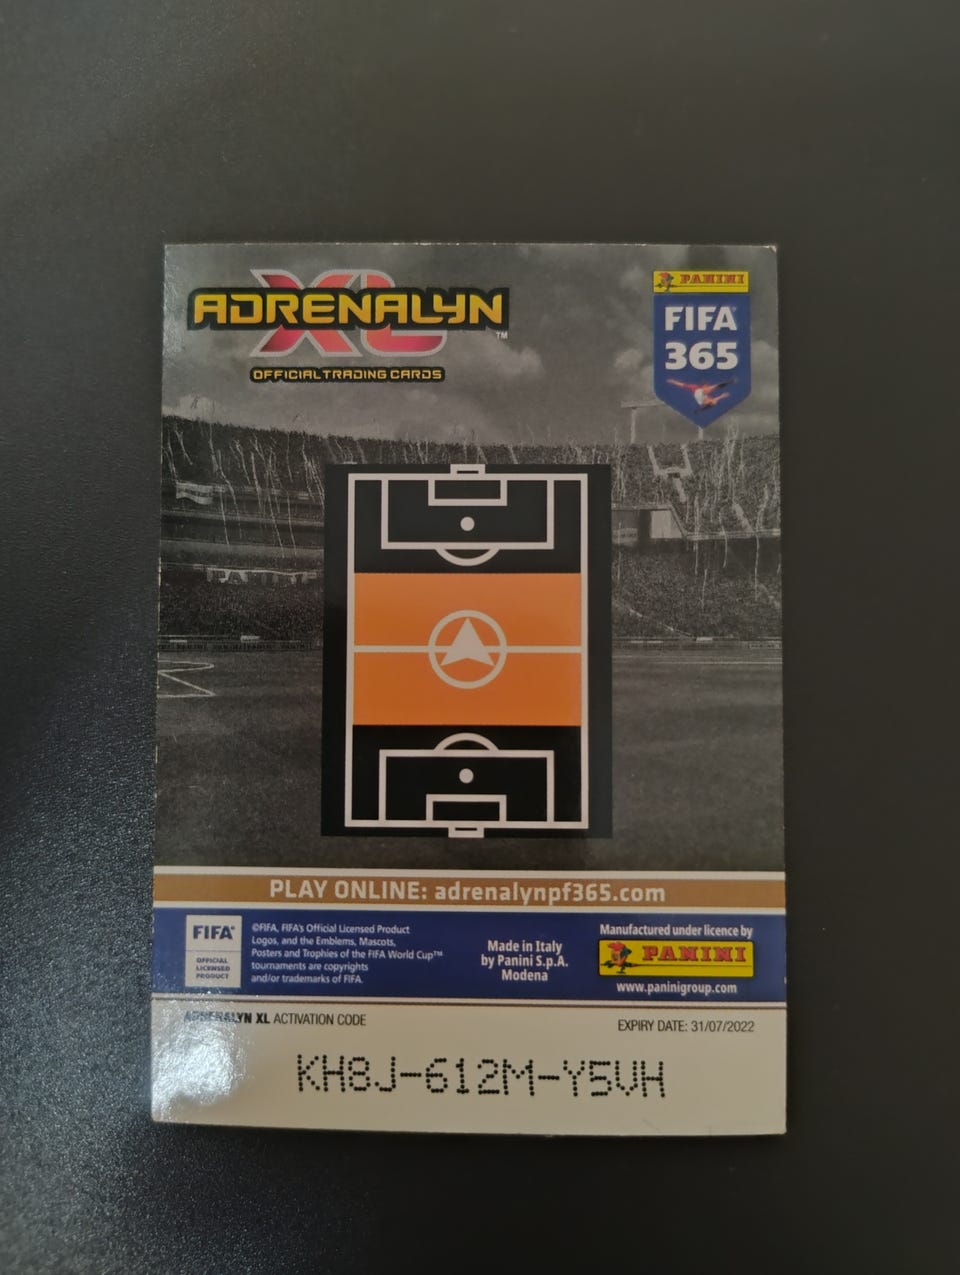 ADRENALYN
XL
TM
OFFICIAL TRADING CARDS
PANINI
FIFA
365
PLAY ONLINE: adrenalynpf365.com
FIFA®
OFFICIAL
LICENSED
PRODUCT
©FIFA, FIFA's Official Licensed Product
Logos, and the Emblems, Mascots,
Posters and Trophies of the FIFA World Cup™
tournaments are copyrights
and/or trademarks of FIFA.
Made in Italy
by Panini S.p.A.
Modena
Manufactured under licence by
PANINI
www.paninigroup.com
ADRENALYN XL ACTIVATION CODE
EXPIRY DATE: 31/07/2022
KH8J-612M-Y5VH